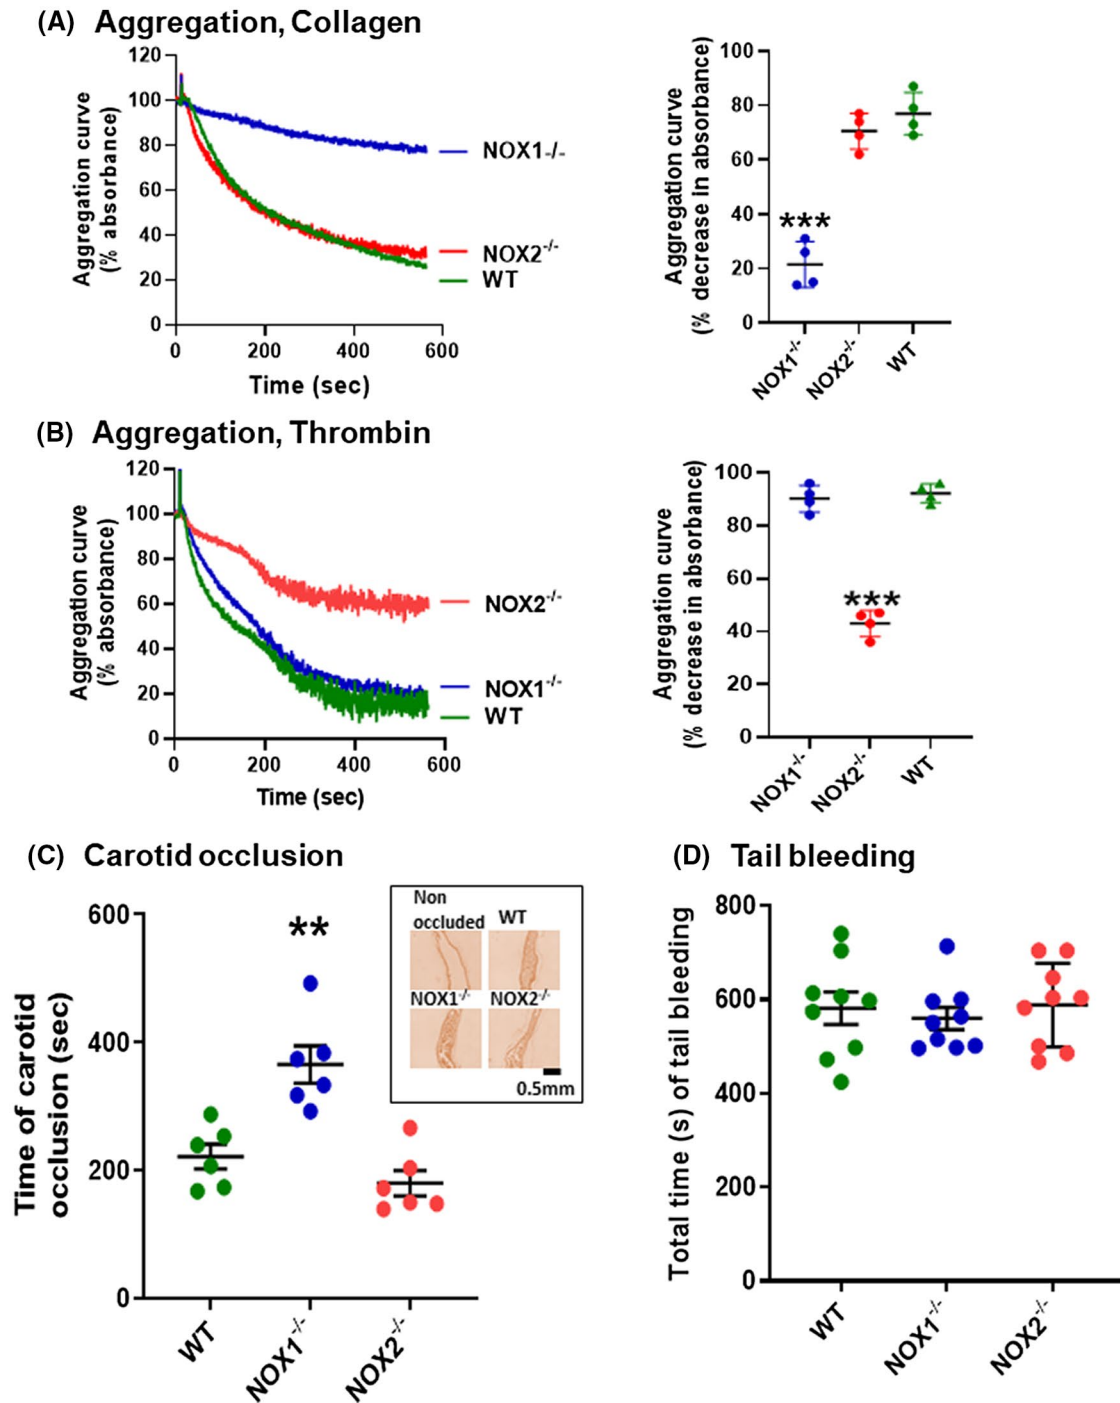 (A) Aggregation, Collagen
Aggregation curve
(% absorbance)
120
100
80
60
40
20
0
0 200 400 600
Time (sec)
NOX1-/-
NOX2-/-
WT
Aggregation curve
(% decrease in absorbance)
100
80
60
40
20
0
***
NOX1-/-
NOX2-/-
WT
(B) Aggregation, Thrombin
Aggregation curve
(% absorbance)
120
100
80
60
40
20
0
0 200 400 600
Time (sec)
NOX2-/-
NOX1-/-
WT
Aggregation curve
(% decrease in absorbance)
100
80
60
40
20
0
***
NOX1-/-
NOX2-/-
WT
(C) Carotid occlusion
Time of carotid
occlusion (sec)
600
400
200
0
**
Non
occluded
WT
NOX1-/-
NOX2-/-
0.5mm
WT
NOX1-/-
NOX2-/-
(D) Tail bleeding
Total time (s) of tail bleeding
800
600
400
200
0
WT
NOX1-/-
NOX2-/-